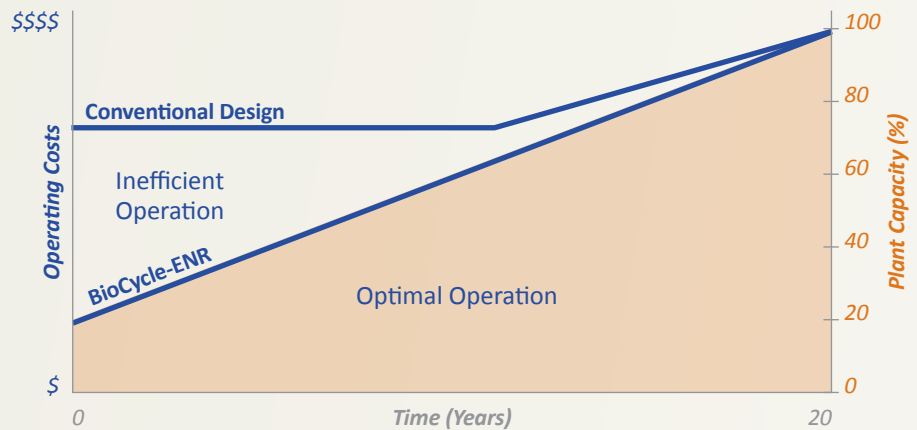 $$$$
100
Conventional Design
80
Operating Costs
Inefficient
Operation
60
Plant Capacity (%)
BioCycle-ENR
40
Optimal Operation
20
$
0
0
Time (Years)
20